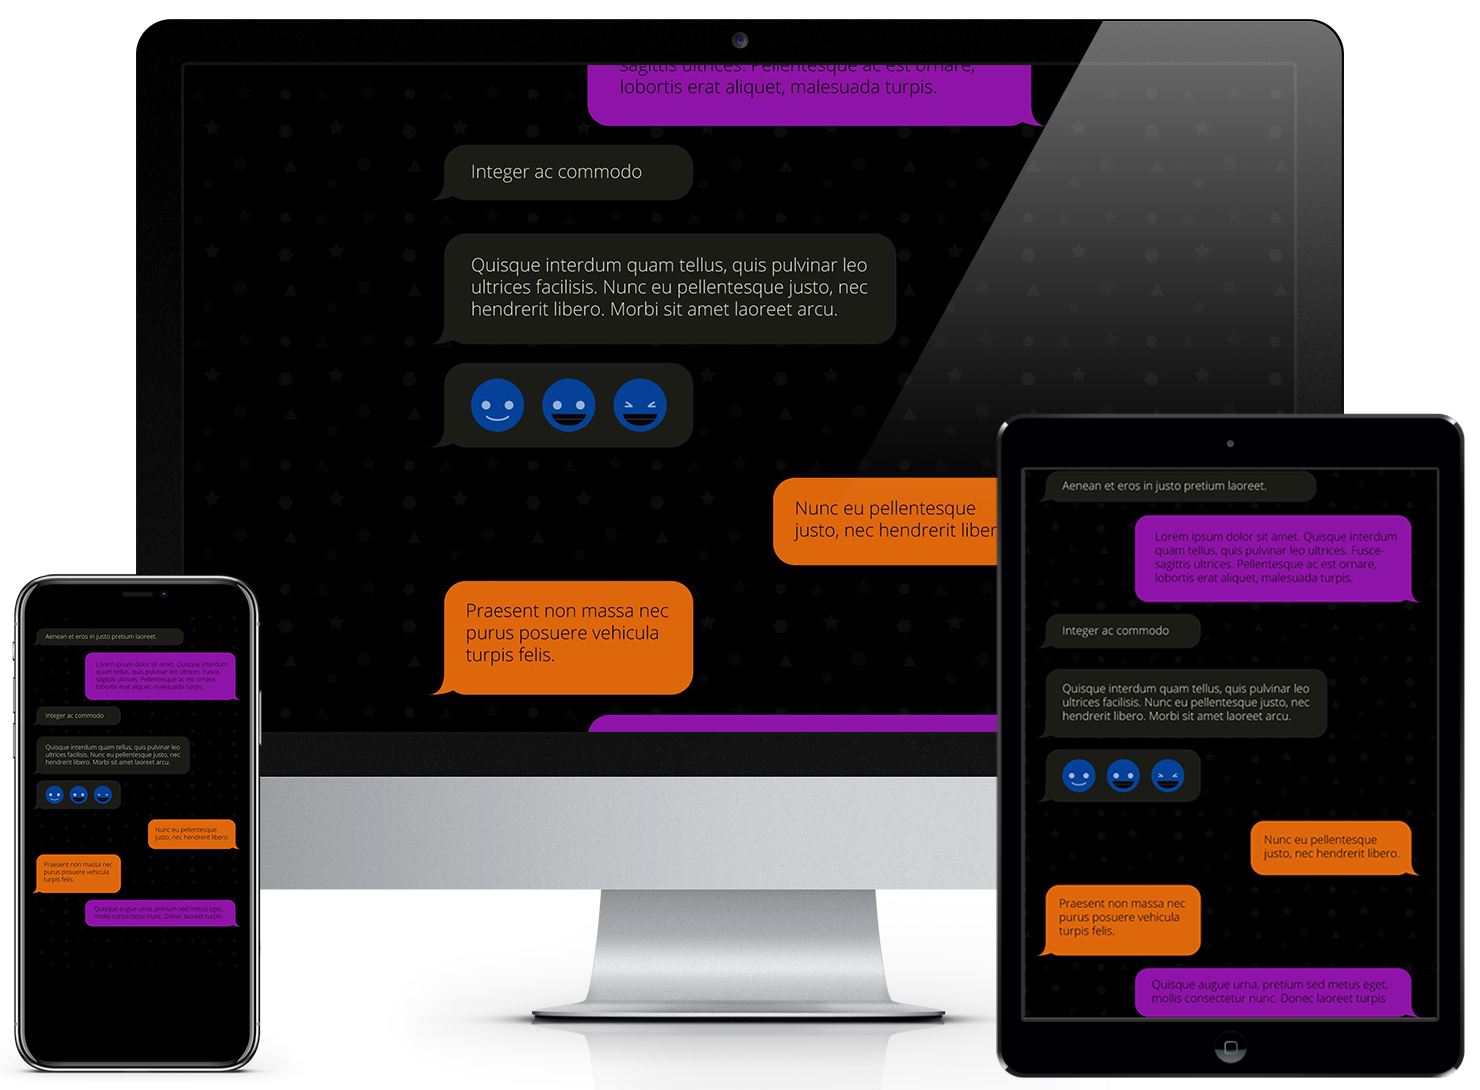 sagittis ultrices. Pellentesque ac est ornare,
lobortis erat aliquet, malesuada turpis.
Integer ac commodo
Quisque interdum quam tellus, quis pulvinar leo
ultrices facilisis. Nunc eu pellentesque justo, nec
hendrerit libero. Morbi sit amet laoreet arcu.
Nunc eu pellentesque
justo, nec hendrerit liber
Praesent non massa nec
purus posuere vehicula
turpis felis.
Aenean et eros in justo pretium laoreet.
Lorem ipsum dolor sit amet. Quisque interdum
quam tellus, quis pulvinar leo ultrices. Fusce-
sagittis ultrices. Pellentesque ac est ornare,
lobortis erat aliquet, malesuada turpis.
Integer ac commodo
Quisque interdum quam tellus, quis pulvinar leo
ultrices facilisis. Nunc eu pellentesque justo, nec
hendrerit libero. Morbi sit amet laoreet arcu.
Nunc eu pellentesque
justo, nec hendrerit libero.
Praesent non massa nec
purus posuere vehicula
turpis felis.
Quisque augue urna, pretium sed metus eget,
mollis consectetur nunc. Donec laoreet turpis
Aenean et eros in justo pretium laoreet.
Lorem ipsum dolor sit amet. Quisque interdum
quam tellus, quis pulvinar leo ultrices. Fusce-
sagittis ultrices. Pellentesque ac est ornare,
lobortis erat aliquet, malesuada turpis.
Integer ac commodo
Quisque interdum quam tellus, quis pulvinar leo
ultrices facilisis. Nunc eu pellentesque justo, nec
hendrerit libero. Morbi sit amet laoreet arcu.
Nunc eu pellentesque
justo, nec hendrerit libero.
Praesent non massa nec
purus posuere vehicula
turpis felis.
Quisque augue urna, pretium sed metus eget,
mollis consectetur nunc. Donec laoreet turpis